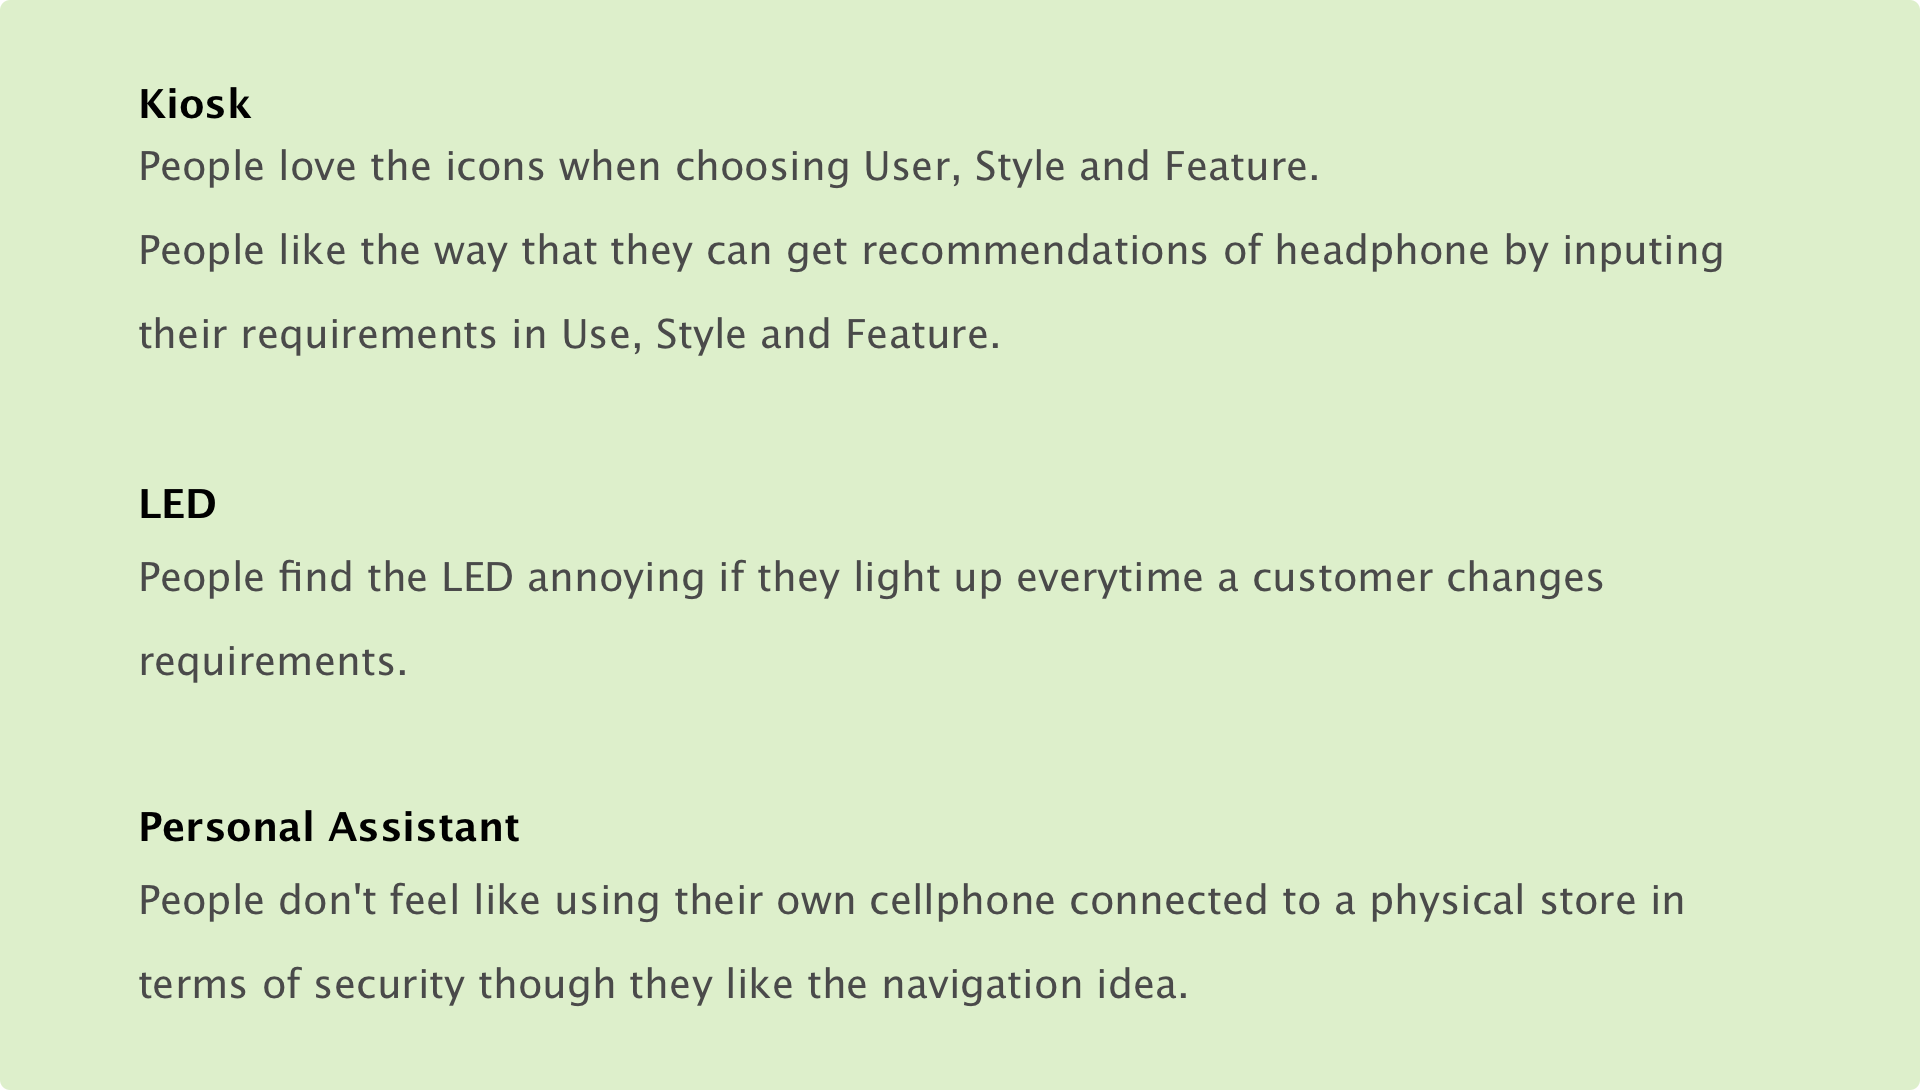 Kiosk
People love the icons when choosing User, Style and Feature.
People like the way that they can get recommendations of headphone by inputing
their requirements in Use, Style and Feature.
LED
People find the LED annoying if they light up everytime a customer changes
requirements.
Personal Assistant
People don't feel like using their own cellphone connected to a physical store in
terms of security though they like the navigation idea.